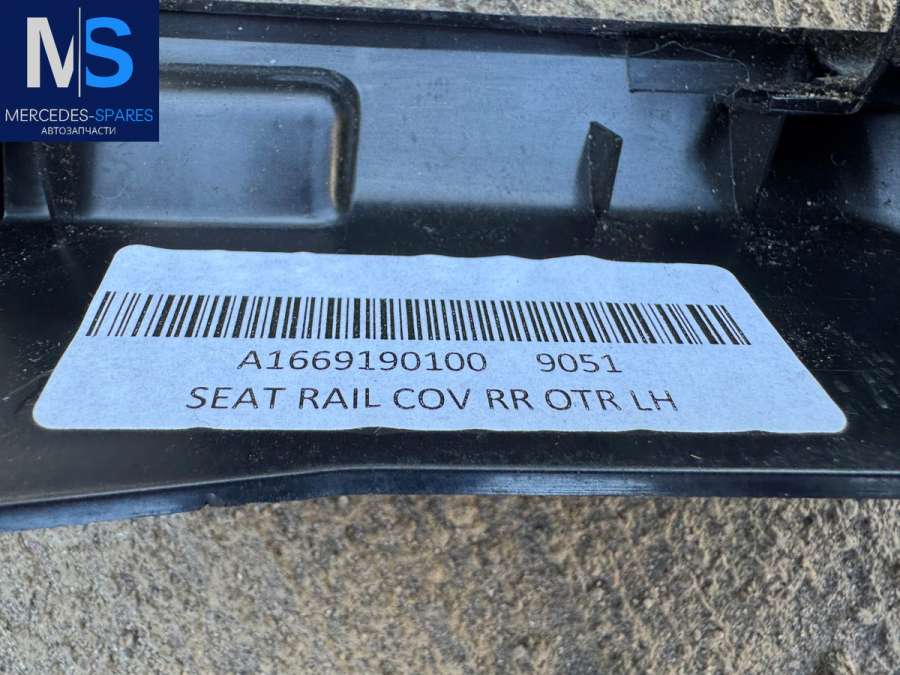 MS
MERCEDES-SPARES
АВТОЗАПЧАСТИ
A1669190100 9051
SEAT RAIL COV RR OTR LH